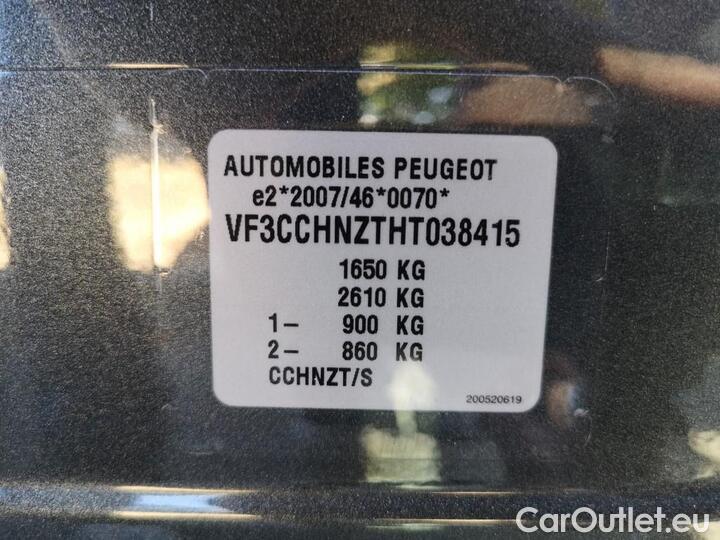 AUTOMOBILES PEUGEOT
e2*2007/46*0070*
VF3CCHNZTHT038415
1650 KG
2610 KG
1- 900 KG
2- 860 KG
CCHNZT/S
200520619
CarOutlet.eu